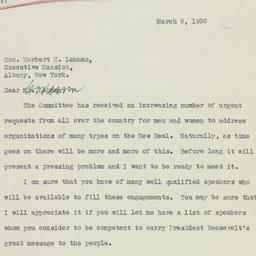 March 9, 1936
Hon. Herbert H. Lehman,
Executive Mansion,
Albany, New York.
Dear
The Committee has received an increasing number of urgent
requests from all over the country for men and women to address
organizations of many types on the New Deal. Naturally, as time
goes on there will be more and more of this. Before long it will
present a pressing problem and I want to be ready to meet it.
I am sure that you know of many well qualified speakers who
will be available to fill these engagements. You may be sure that
I will appreciate it if you will let me have a list of speakers
whom you consider to be competent to carry President Roosevelt's
great message to the people.